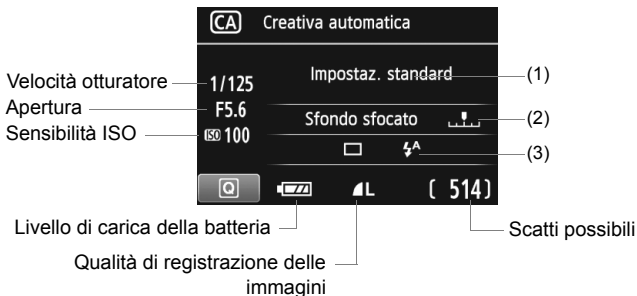 CA Creativa automatica
Velocità otturatore 1/125 Impostaz. standard (1)
Apertura F5.6
Sfondo sfocato (2)
Sensibilità ISO ISO 100
A (3)
Q L ( 514)
Livello di carica della batteria Scatti possibili
Qualità di registrazione delle
immagini